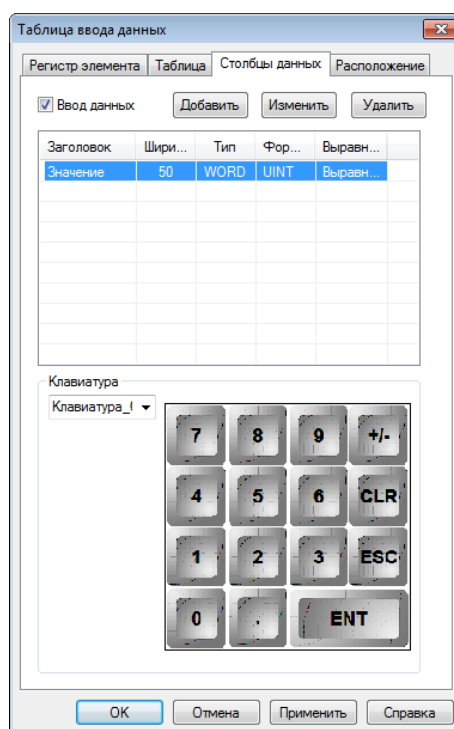 Таблица ввода данных
Регистр элемента Таблица Столбцы данных Расположение
Ввод данных Добавить Изменить Удалить
Заголовок Шири... Тип Фор... Выравн...
Значение 50 WORD UINT Выравн...
Клавиатура
Клавиатура_
7 8 9 +/-
4 5 6 CLR
1 2 3 ESC
0 . ENT
OK Отмена Применить Справка